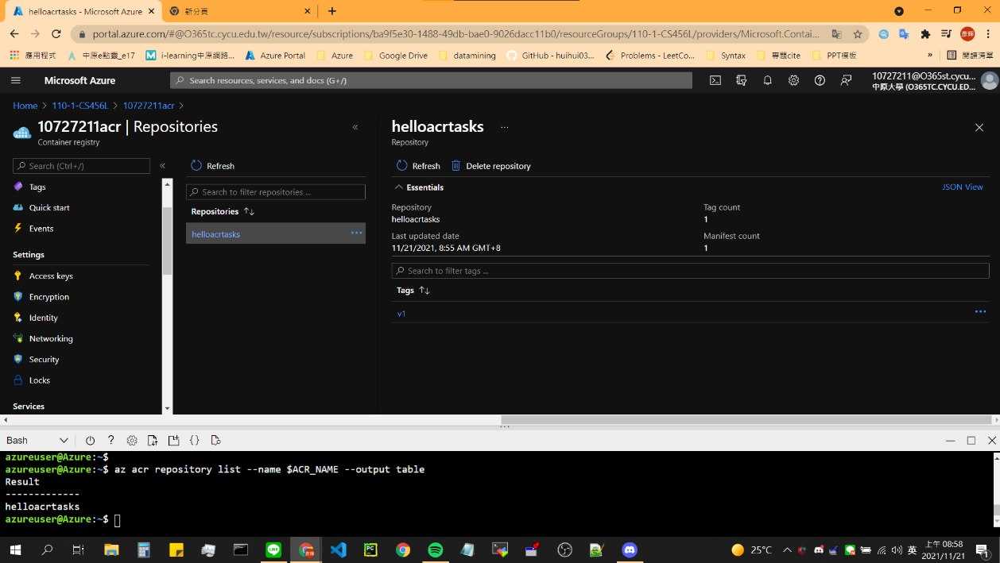 helloacrtasks - Microsoft Azure
新分頁
portal.azure.com/#@O365tc.cycu.edu.tw/resource/subscriptions/ba9f5e30-1488-49db-bae0-9026dacc11b0/resourceGroups/110-1-CS456L/providers/Microsoft.Contai...
應用程式 中原e點靈_e17 i-learning中原網路... Azure Portal Azure Google Drive datamining GitHub - huihui03... Problems - LeetCo... Syntax 專題cite PPT模板 » 閱讀清單
Microsoft Azure
Search resources, services, and docs (G+/)
10727211@O365st.cycu...
中原大學 (O365TC.CYCU.ED...
Home > 110-1-CS456L > 10727211acr >
10727211acr | Repositories
Container registry
Search (Ctrl+/)
Tags
Quick start
Events
Settings
Access keys
Encryption
Identity
Networking
Security
Locks
Services
Refresh
Search to filter repositories ...
Repositories
helloacrtasks
helloacrtasks
Repository
Refresh Delete repository
Essentials
JSON View
Repository
helloacrtasks
Tag count
1
Last updated date
11/21/2021, 8:55 AM GMT+8
Manifest count
1
Search to filter tags ...
Tags
v1
Bash
azureuser@Azure:~$
azureuser@Azure:~$ az acr repository list --name $ACR_NAME --output table
Result
-------------
helloacrtasks
azureuser@Azure:~$
25°C
英
上午 08:58
2021/11/21
1